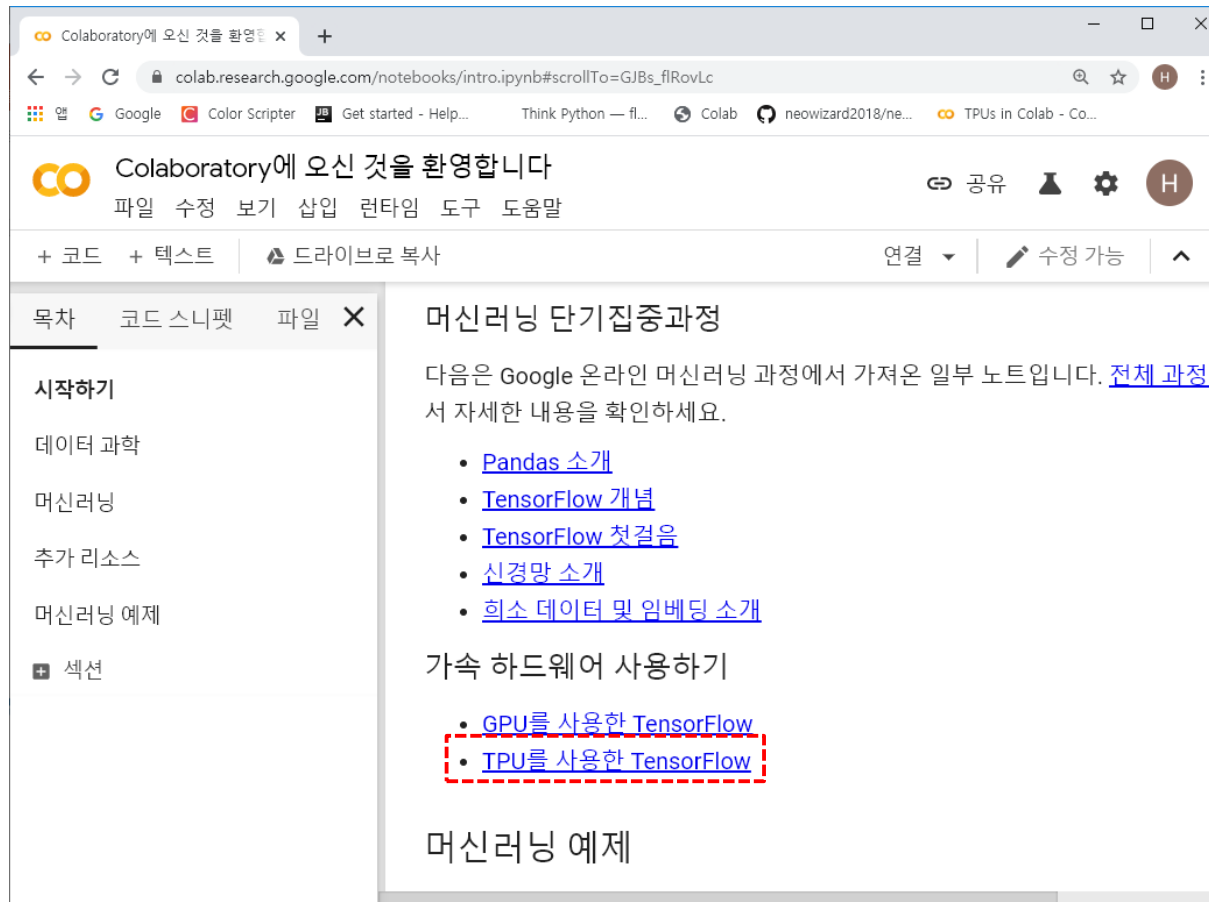 Colaboratory에 오신 것을 환영
colab.research.google.com/notebooks/intro.ipynb#scrollTo=GJBs_flRovLc
H
앱 Google Color Scripter Get started - Help... Think Python — fl... Colab neowizard2018/ne... TPUs in Colab - Co...
Colaboratory에 오신 것을 환영합니다
파일 수정 보기 삽입 런타임 도구 도움말
공유 H
+ 코드 + 텍스트 드라이브로 복사 연결 수정 가능
목차 코드 스니펫 파일
시작하기
데이터 과학
머신러닝
추가 리소스
머신러닝 예제
섹션
머신러닝 단기집중과정
다음은 Google 온라인 머신러닝 과정에서 가져온 일부 노트입니다. 전체 과정
서 자세한 내용을 확인하세요.
• Pandas 소개
• TensorFlow 개념
• TensorFlow 첫걸음
• 신경망 소개
• 희소 데이터 및 임베딩 소개
가속 하드웨어 사용하기
• GPU를 사용한 TensorFlow
• TPU를 사용한 TensorFlow
머신러닝 예제